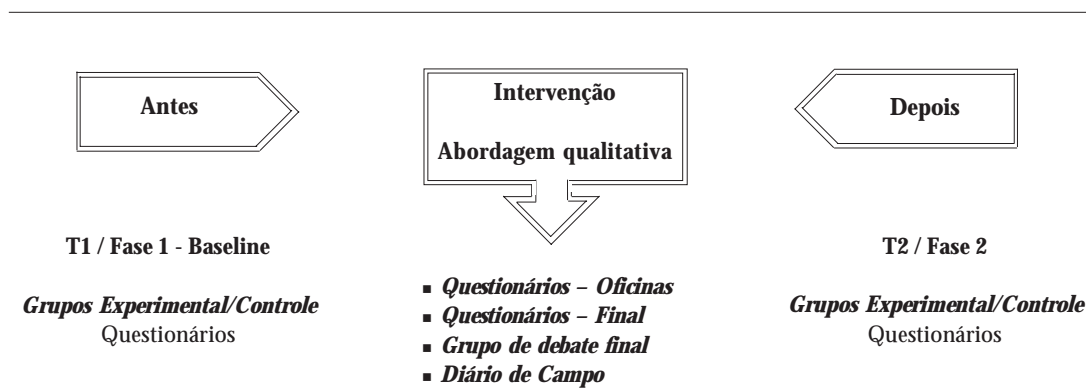 Antes
T1 / Fase 1 - Baseline
Grupos Experimental/Controle
Questionários
Intervenção
Abordagem qualitativa
▪ Questionários – Oficinas
▪ Questionários – Final
▪ Grupo de debate final
▪ Diário de Campo
Depois
T2 / Fase 2
Grupos Experimental/Controle
Questionários